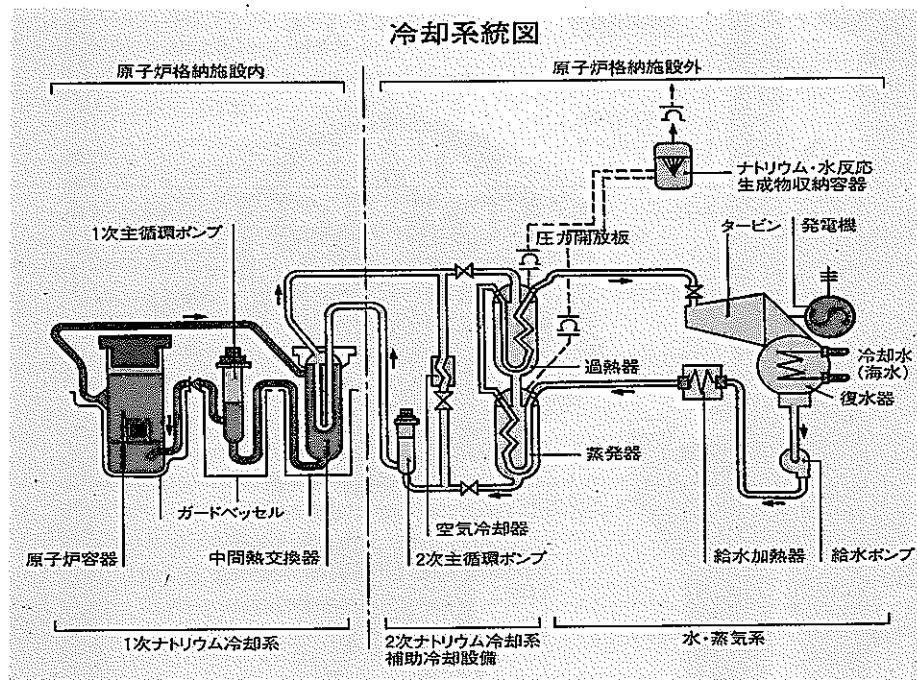 冷却系統図
原子炉格納施設内
原子炉格納施設外
ナトリウム・水反応
生成物収納容器
1次主循環ポンプ
圧力開放板
タービン
発電機
冷却水
(海水)
過熱器
復水器
蒸発器
ガードベッセル
空気冷却器
原子炉容器
中間熱交換器
2次主循環ポンプ
給水加熱器
給水ポンプ
1次ナトリウム冷却系
2次ナトリウム冷却系
補助冷却設備
水・蒸気系